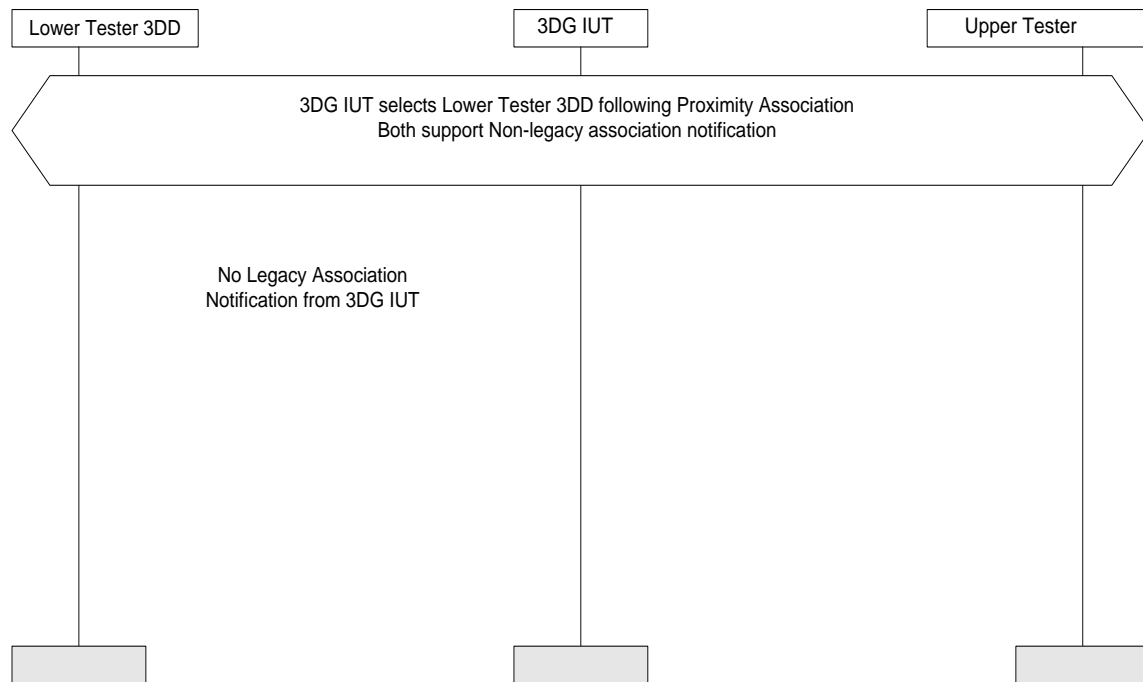 Lower Tester 3DD
3DG IUT
Upper Tester
3DG IUT selects Lower Tester 3DD following Proximity Association
Both support Non-legacy association notification
No Legacy Association
Notification from 3DG IUT